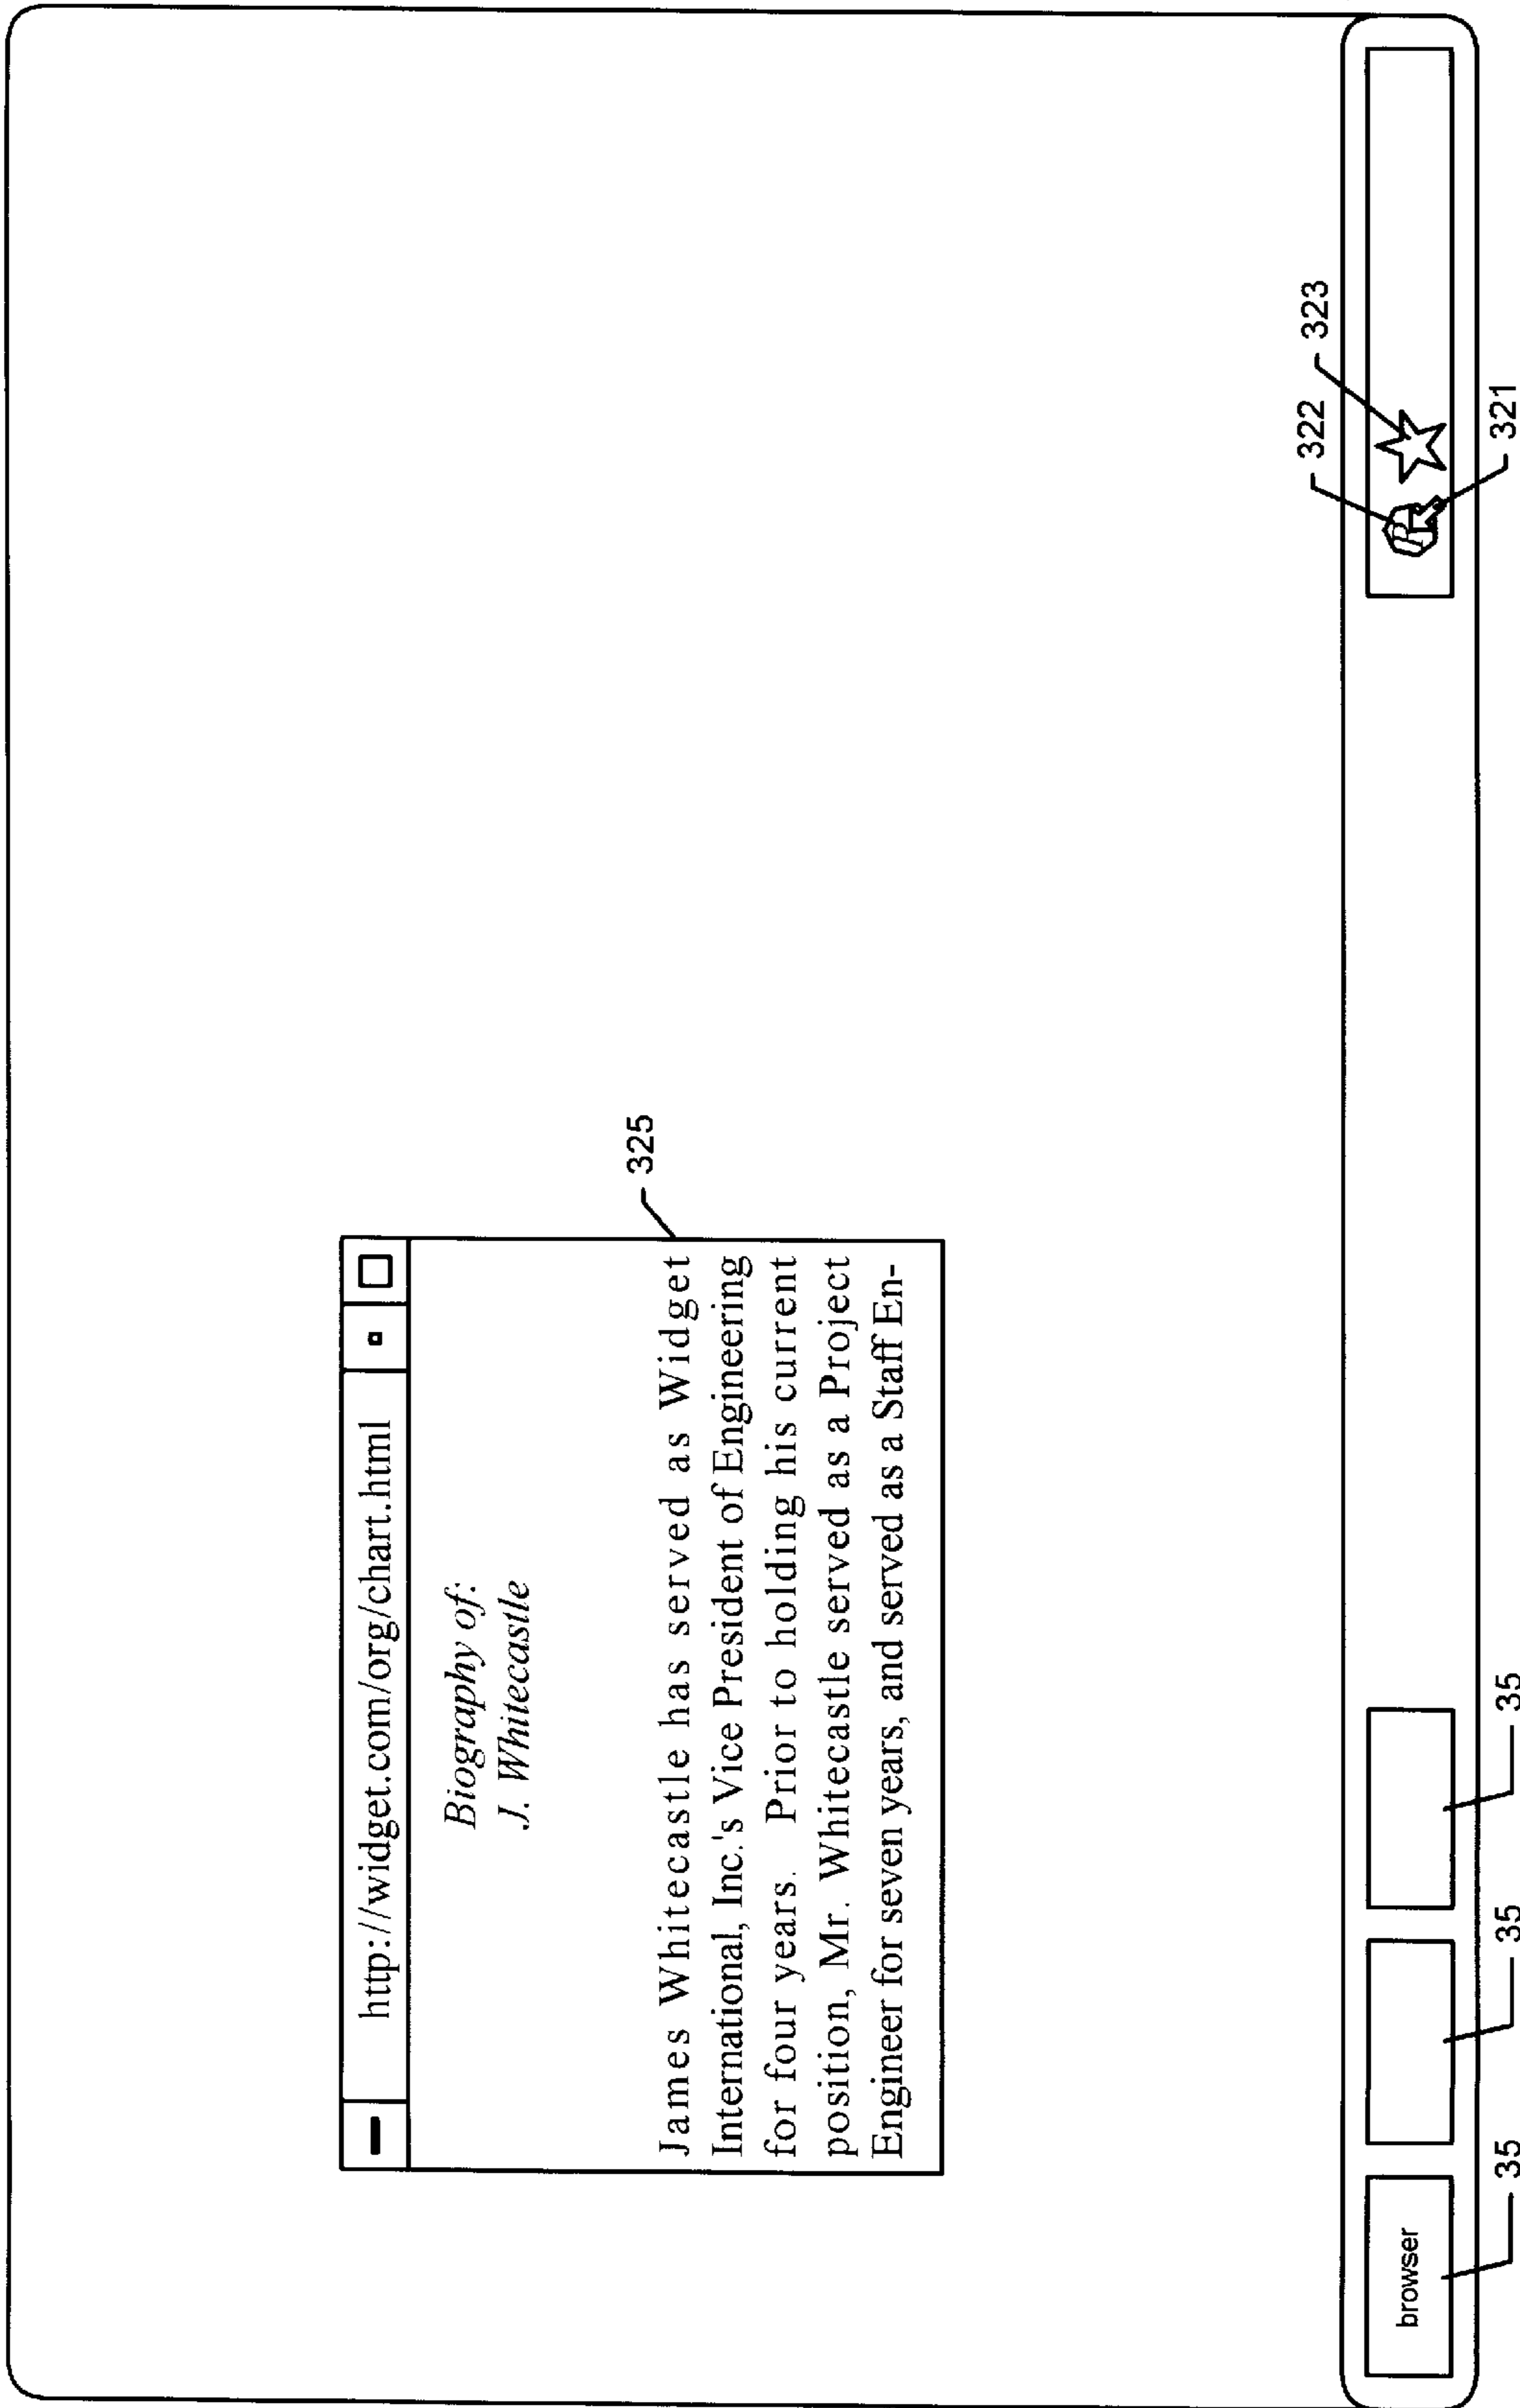 http://widget.com/org/chart.html
Biography of:
J. Whitecastle
325
James Whitecastle has served as Widget
International, Inc.'s Vice President of Engineering
for four years. Prior to holding his current
position, Mr. Whitecastle served as a Project
Engineer for seven years, and served as a Staff En-
322
323
browser
R
35
35
35
321